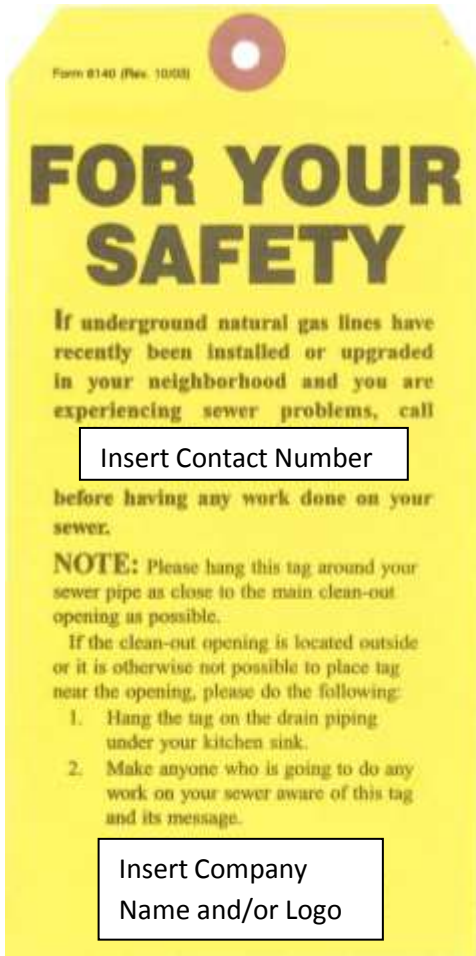 Form 8140 (Rev. 10/03)
FOR YOUR
SAFETY
If underground natural gas lines have
recently been installed or upgraded
in your neighborhood and you are
experiencing sewer problems, call
Insert Contact Number
before having any work done on your
sewer.
NOTE: Please hang this tag around your
sewer pipe as close to the main clean-out
opening as possible.
If the clean-out opening is located outside
or it is otherwise not possible to place tag
near the opening, please do the following:
1. Hang the tag on the drain piping
under your kitchen sink.
2. Make anyone who is going to do any
work on your sewer aware of this tag
and its message.
Insert Company
Name and/or Logo